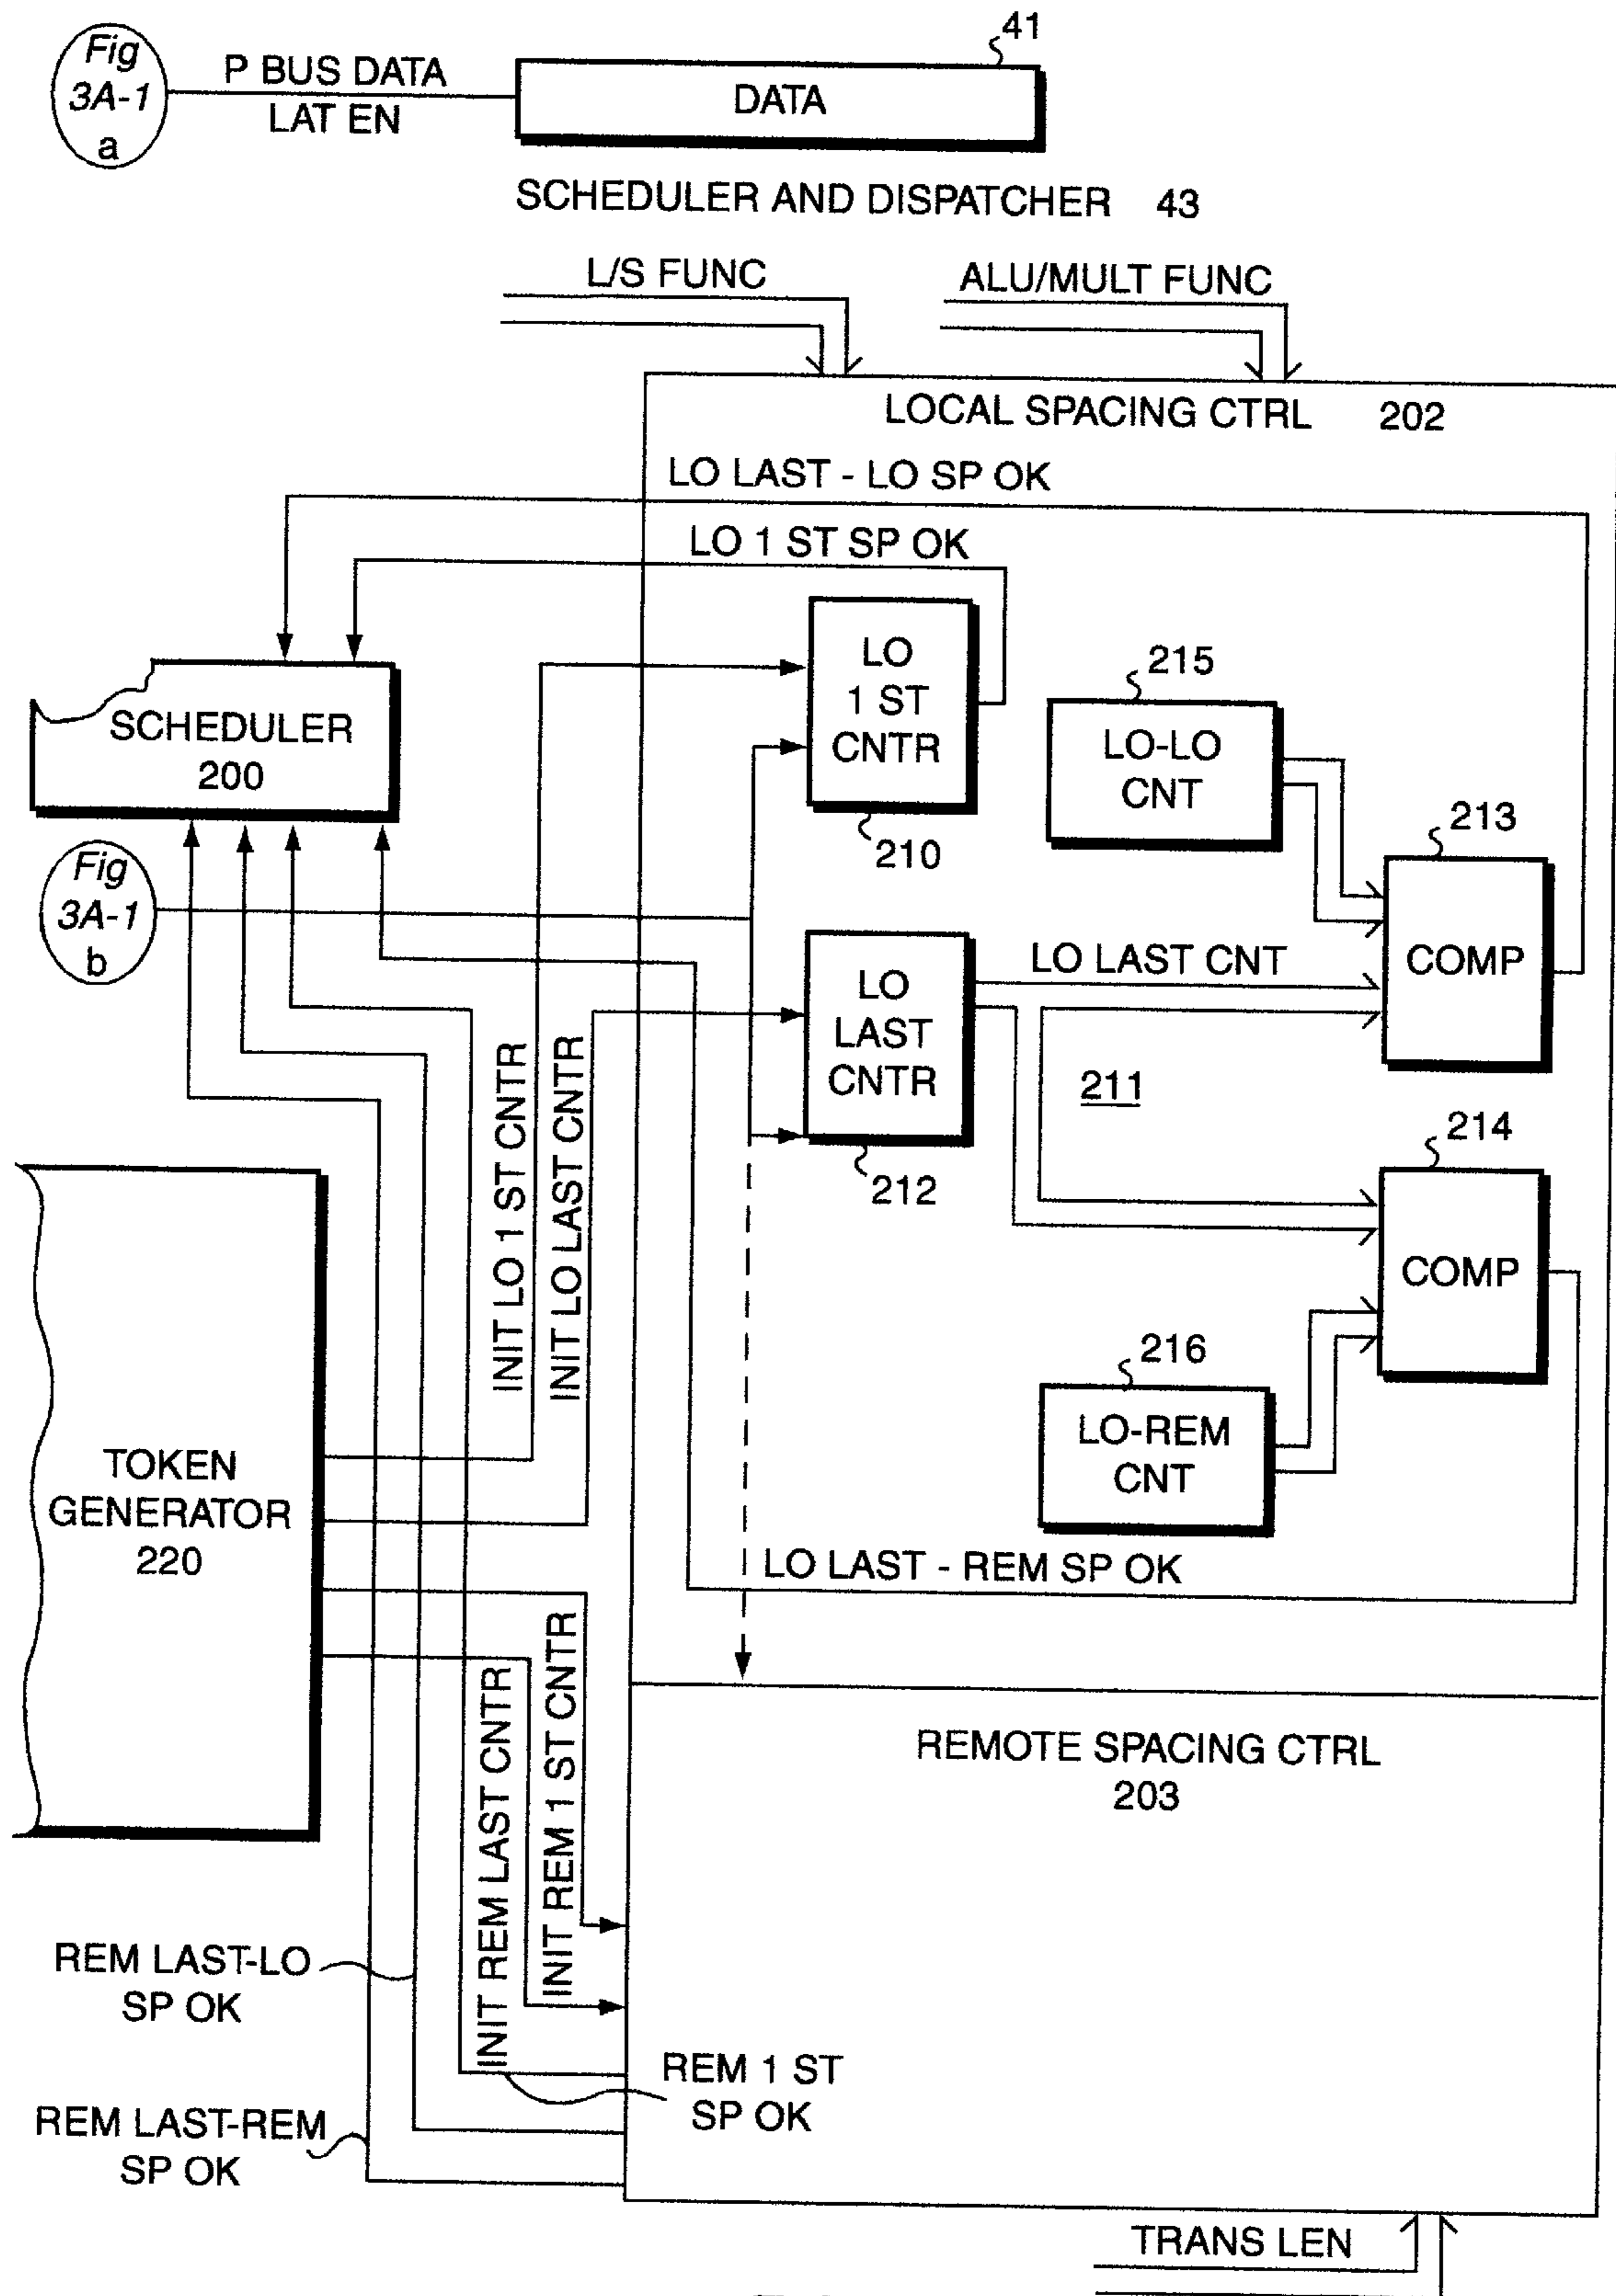 41
Fig
3A-1
a
P BUS DATA
LAT EN
DATA
SCHEDULER AND DISPATCHER 43
L/S FUNC
ALU/MULT FUNC
LOCAL SPACING CTRL 202
LO LAST - LO SP OK
LO 1 ST SP OK
LO
1 ST
CNTR
210
215
LO-LO
CNT
SCHEDULER
200
213
COMP
Fig
3A-1
b
LO
LAST
CNTR
212
LO LAST CNT
211
214
COMP
INIT LO 1 ST CNTR
INIT LO LAST CNTR
216
LO-REM
CNT
TOKEN
GENERATOR
220
LO LAST - REM SP OK
INIT REM LAST CNTR
INIT REM 1 ST CNTR
REMOTE SPACING CTRL
203
REM LAST-LO
SP OK
REM 1 ST
SP OK
REM LAST-REM
SP OK
TRANS LEN